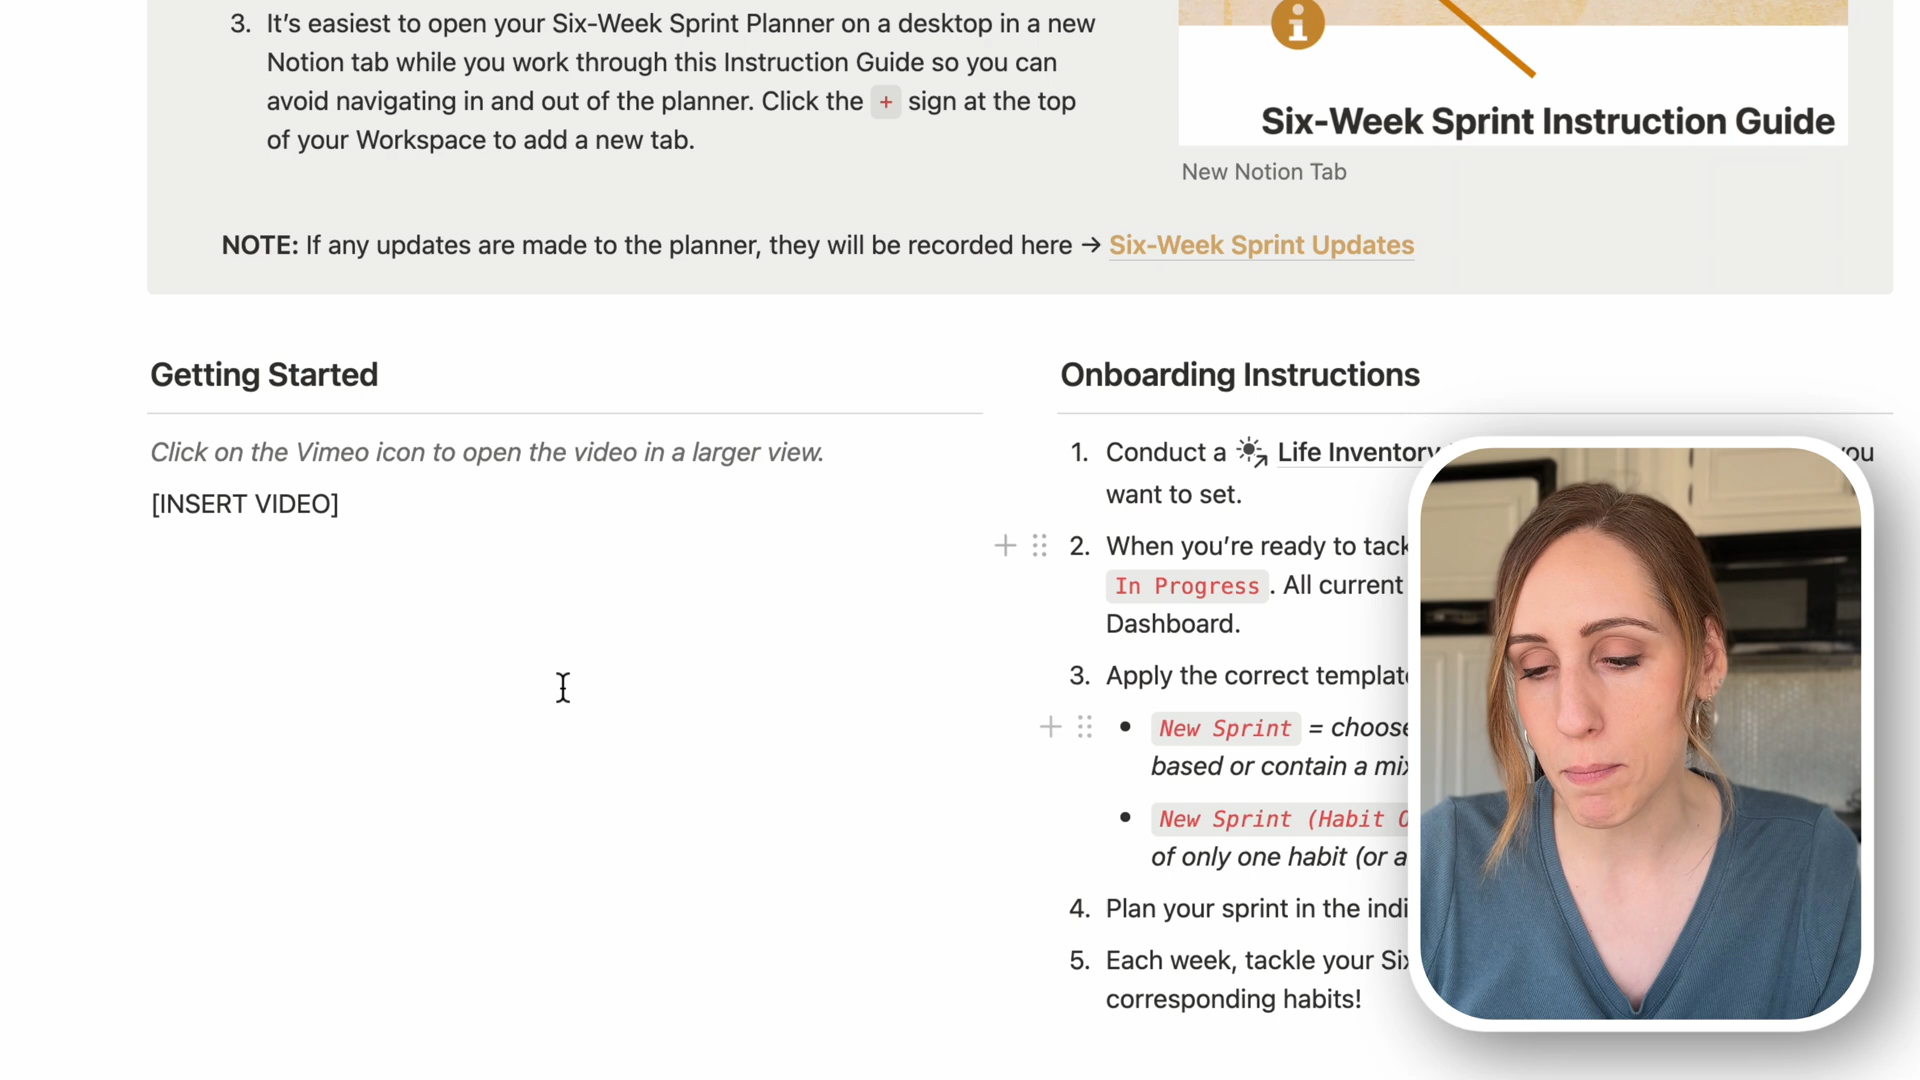 3. It's easiest to open your Six-Week Sprint Planner on a desktop in a new
Notion tab while you work through this Instruction Guide so you can
avoid navigating in and out of the planner. Click the + sign at the top
of your Workspace to add a new tab.
Six-Week Sprint Instruction Guide
New Notion Tab
NOTE: If any updates are made to the planner, they will be recorded here → Six-Week Sprint Updates
Getting Started
Click on the Vimeo icon to open the video in a larger view.
[INSERT VIDEO]
Onboarding Instructions
1. Conduct a Life Inventory you
want to set.
2. When you're ready to tack
In Progress. All current
Dashboard.
3. Apply the correct templat
• New Sprint = choose
based or contain a mix
• New Sprint (Habit O
of only one habit (or a
4. Plan your sprint in the indi
5. Each week, tackle your Six
corresponding habits!